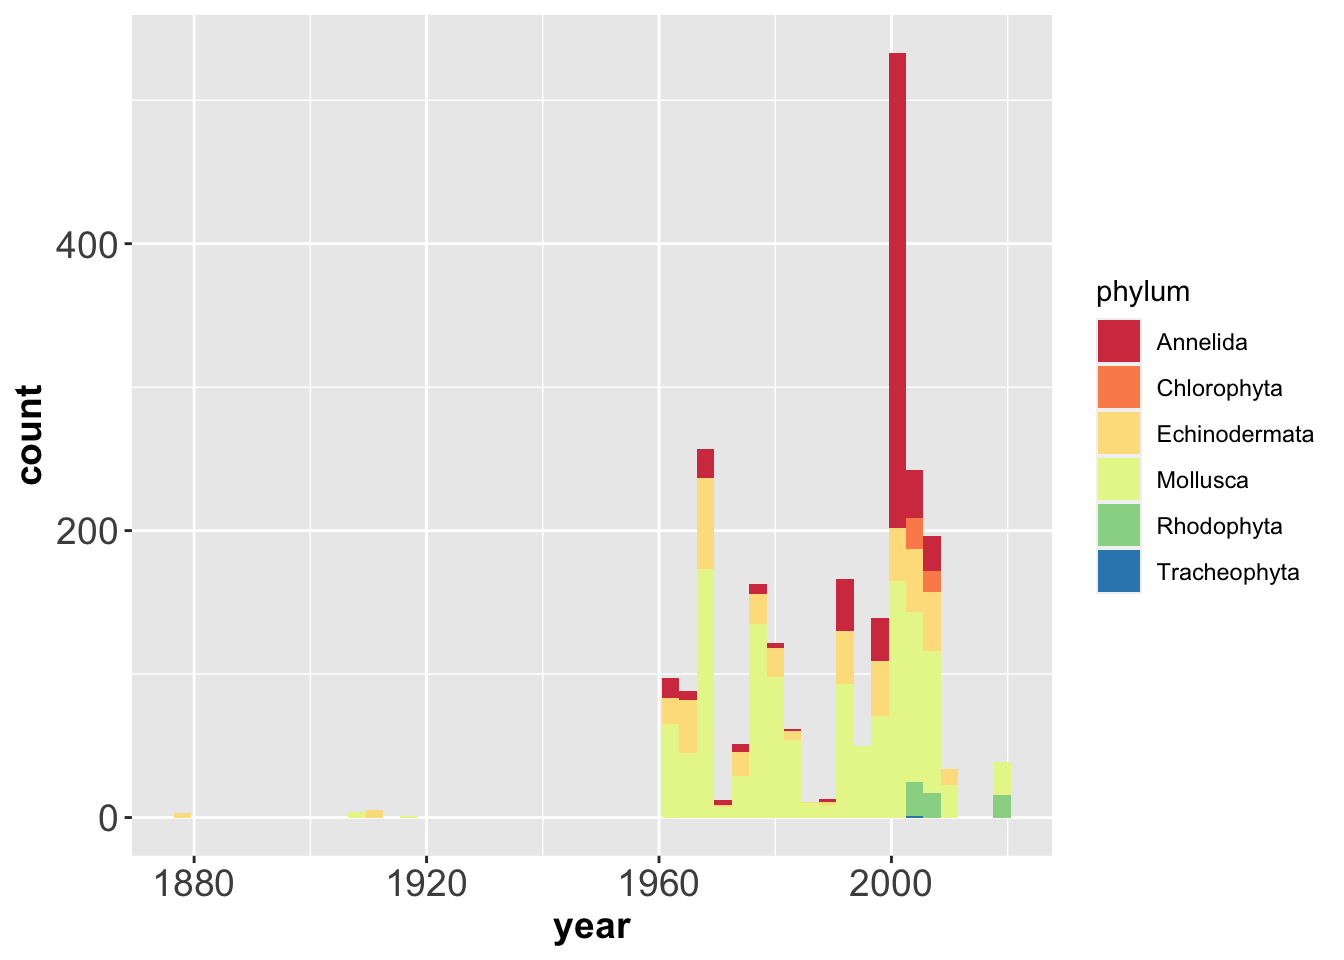 count
400
200
0
1880 1920 1960 2000
year
phylum
Annelida
Chlorophyta
Echinodermata
Mollusca
Rhodophyta
Tracheophyta